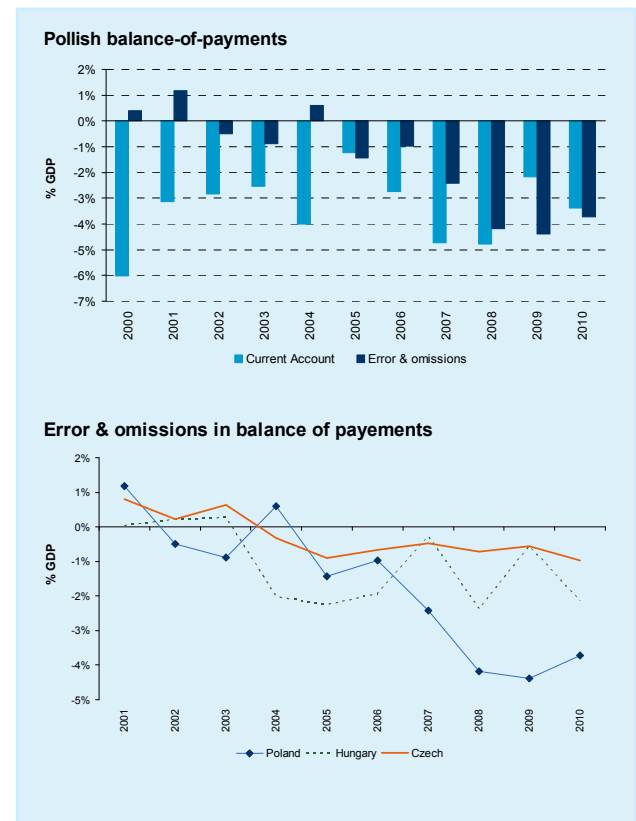 Pollish balance-of-payments
2%
1%
0%
-1%
-2%
-3%
-4%
-5%
-6%
-7%
% GDP
2000 2001 2002 2003 2004 2005 2006 2007 2008 2009 2010
Current Account Error & omissions
Error & omissions in balance of payements
2%
1%
0%
-1%
-2%
-3%
-4%
-5%
% GDP
2001 2002 2003 2004 2005 2006 2007 2008 2009 2010
Poland Hungary Czech